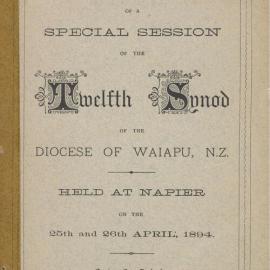 OF A
SPECIAL SESSION
OF THE
Twelfth Synod
OF THE
DIOCESE OF WAIAPU, N.Z.
HELD AT NAPIER
ON THE
25th and 26th APRIL, 1894.